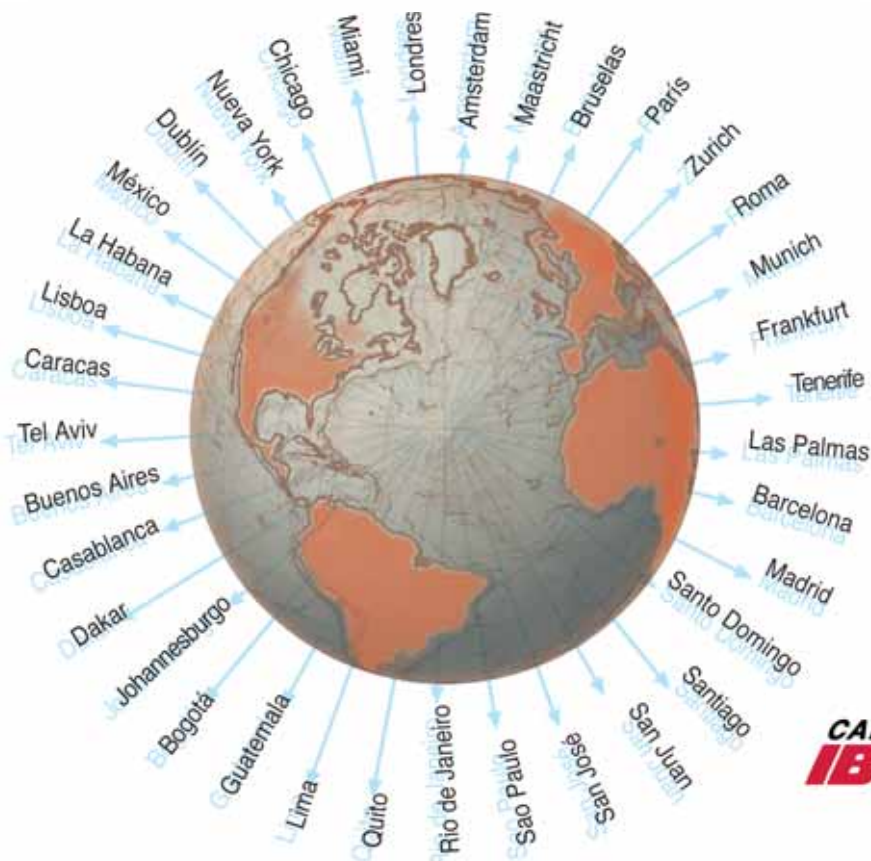 Londres
Amsterdam
Maastricht
Bruselas
París
Zurich
Roma
Munich
Frankfurt
Tenerife
Las Palmas
Barcelona
Madrid
Santo Domingo
Santiago
San Juan
San José
Sao Paulo
Rio de Janeiro
Quito
Lima
Guatemala
Bogotá
Johannesburgo
Dakar
Casablanca
Buenos Aires
Tel Aviv
Caracas
Lisboa
La Habana
México
Dublín
Nueva York
Chicago
Miami